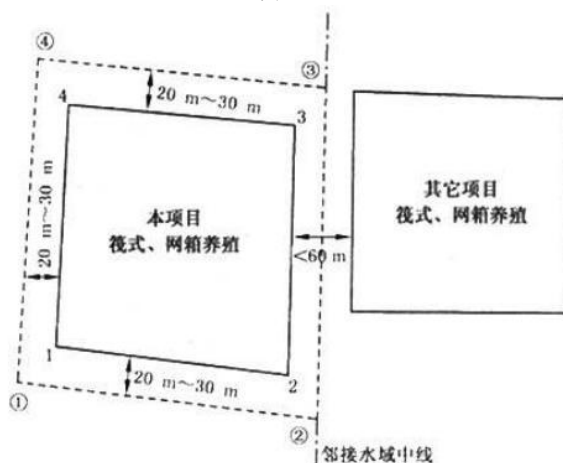 ④
③
20 m～30 m
4
3
20 m～30 m
本项目
筏式、网箱养殖
其它项目
筏式、网箱养殖
<60 m
1
20 m～30 m
2
①
②
邻接水域中线